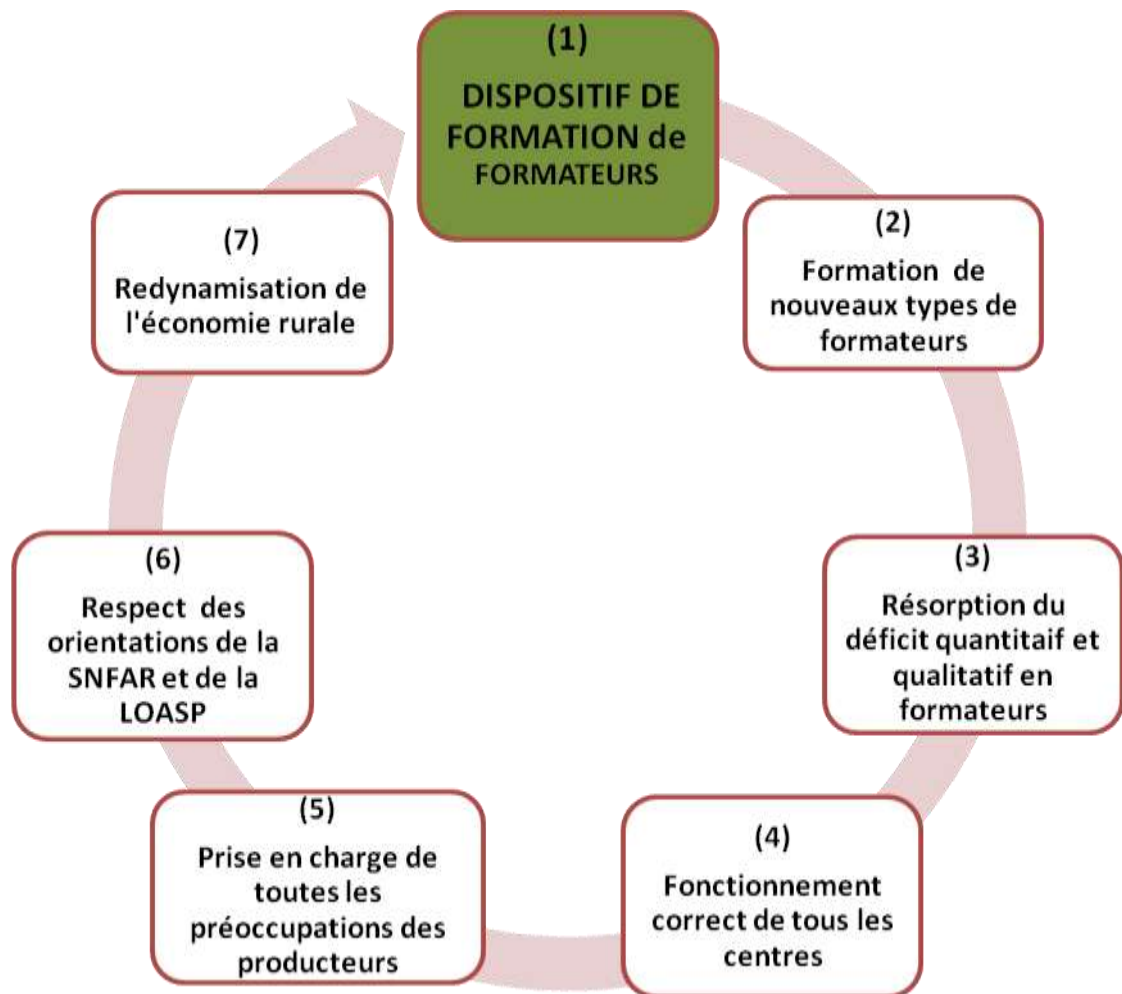 (1)
DISPOSITIF DE
FORMATION de
FORMATEURS
(2)
Formation de
nouveaux types de
formateurs
(3)
Résorption du
déficit quantitaif et
qualitatif en
formateurs
(4)
Fonctionnement
correct de tous les
centres
(5)
Prise en charge de
toutes les
préoccupations des
producteurs
(6)
Respect des
orientations de la
SNFAR et de la
LOASP
(7)
Redynamisation de
l'économie rurale